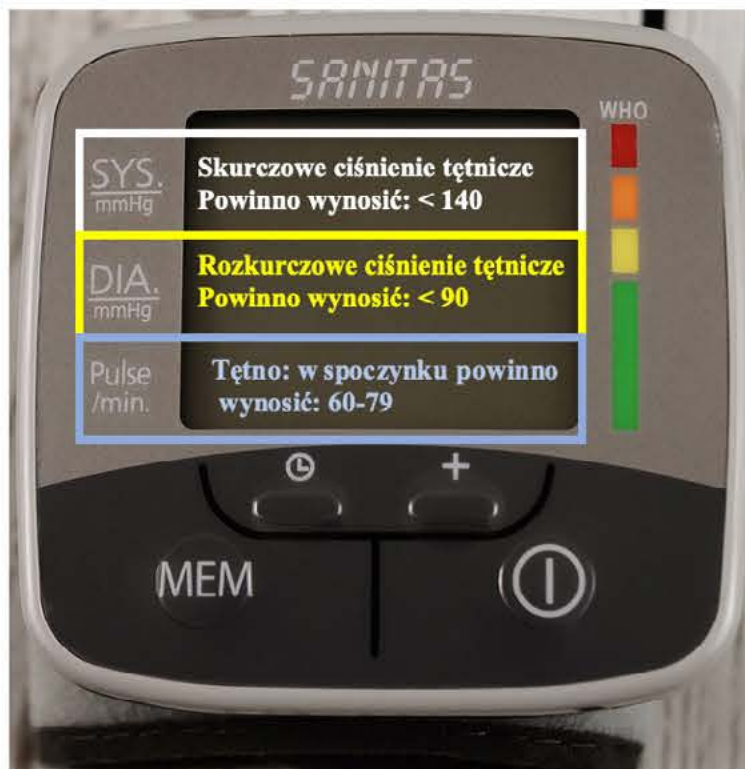 SANITAS
WHO
SYS.
mmHg
Skurczowe ciśnienie tętnicze
Powinno wynosić: < 140
DIA.
mmHg
Rozkurczowe ciśnienie tętnicze
Powinno wynosić: < 90
Pulse
/min.
Tętno: w spoczynku powinno
wynosić: 60-79
+
MEM